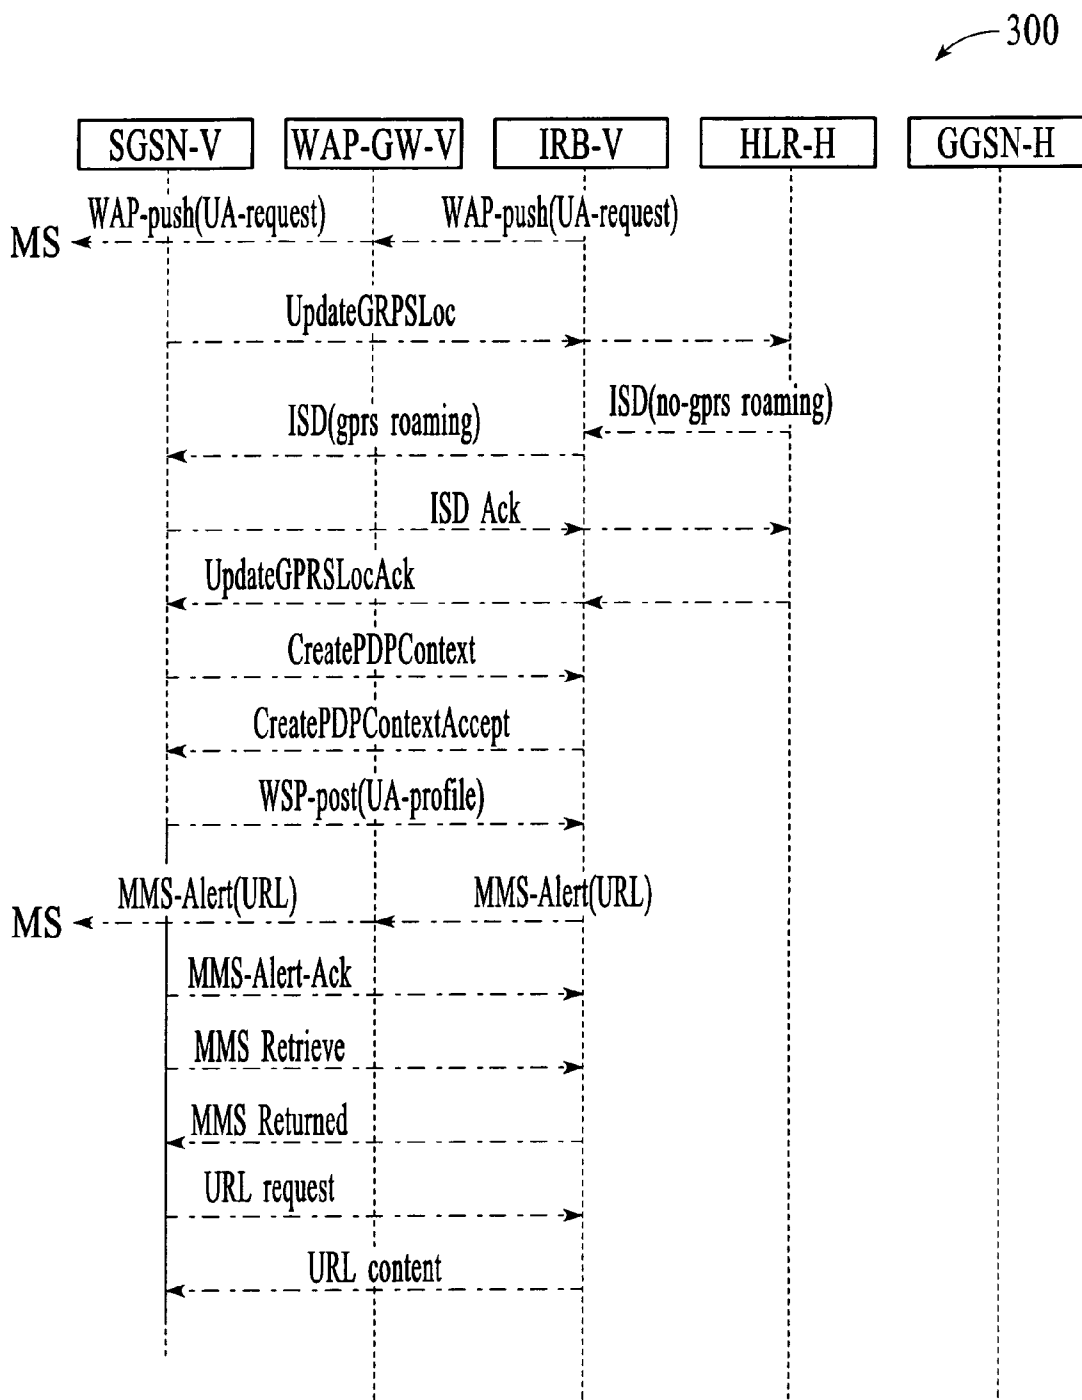 300
SGSN-V WAP-GW-V IRB-V HLR-H GGSN-H
WAP-push(UA-request) WAP-push(UA-request)
MS
UpdateGRPSLoc
ISD(no-gprs roaming)
ISD(gprs roaming)
ISD Ack
UpdateGPRSLocAck
CreatePDPContext
CreatePDPContextAccept
WSP-post(UA-profile)
MMS-Alert(URL) MMS-Alert(URL)
MS
MMS-Alert-Ack
MMS Retrieve
MMS Returned
URL request
URL content